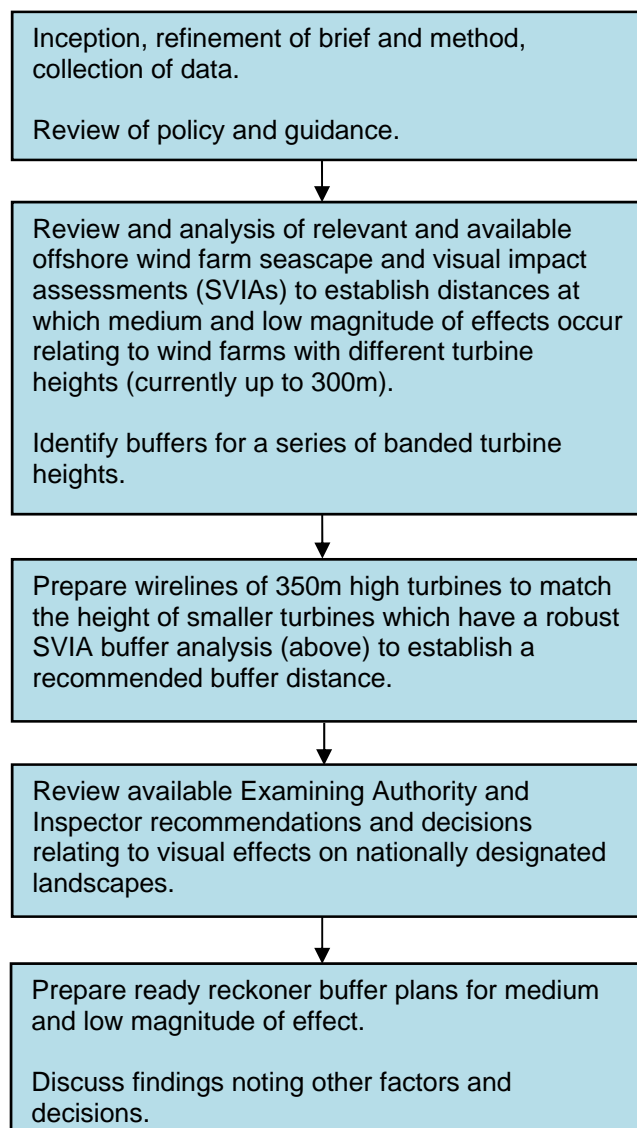 Inception, refinement of brief and method,
collection of data.
Review of policy and guidance.
Review and analysis of relevant and available
offshore wind farm seascape and visual impact
assessments (SVIAs) to establish distances at
which medium and low magnitude of effects occur
relating to wind farms with different turbine
heights (currently up to 300m).
Identify buffers for a series of banded turbine
heights.
Prepare wirelines of 350m high turbines to match
the height of smaller turbines which have a robust
SVIA buffer analysis (above) to establish a
recommended buffer distance.
Review available Examining Authority and
Inspector recommendations and decisions
relating to visual effects on nationally designated
landscapes.
Prepare ready reckoner buffer plans for medium
and low magnitude of effect.
Discuss findings noting other factors and
decisions.